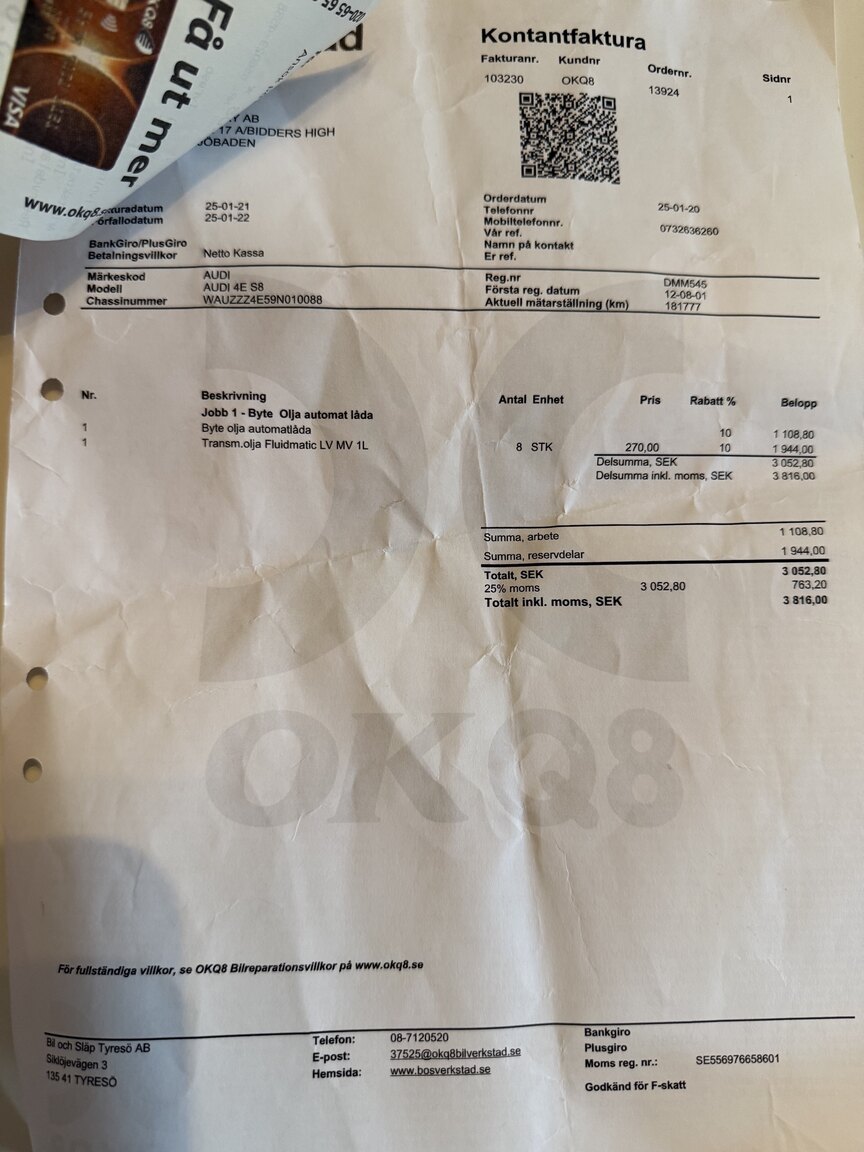 Få ut mer
VISA
www.okq8.
Kontantfaktura
Fakturanr. Kundnr Ordernr. Sidnr
103230 OKQ8 13924 1
AB
17 A/BIDDERS HIGH
JÖBADEN
uradatum 25-01-21
örfallodatum 25-01-22
BankGiro/PlusGiro
Betalningsvillkor Netto Kassa
Orderdatum 25-01-20
Telefonnr
Mobiltelefonnr. 0732636260
Vår ref.
Namn på kontakt
Er ref.
Märkeskod AUDI
Modell AUDI 4E S8
Chassinummer WAUZZZ4E59N010088
Reg.nr DMM545
Första reg. datum 12-08-01
Aktuell mätarställning (km) 181777
Nr. Beskrivning Antal Enhet Pris Rabatt % Belopp
Jobb 1 - Byte Olja automat låda
1 Byte olja automatlåda 10 1 108,80
1 Transm.olja Fluidmatic LV MV 1L 8 STK 270,00 10 1 944,00
Delsumma, SEK 3 052,80
Delsumma inkl. moms, SEK 3 816,00
Summa, arbete 1 108,80
Summa, reservdelar 1 944,00
Totalt, SEK 3 052,80
25% moms 3 052,80 763,20
Totalt inkl. moms, SEK 3 816,00
OKQ8
För fullständiga villkor, se OKQ8 Bilreparationsvillkor på www.okq8.se
Bil och Släp Tyresö AB
Siklöjevägen 3
135 41 TYRESÖ
Telefon: 08-7120520
E-post: 37525@okq8bilverkstad.se
Hemsida: www.bosverkstad.se
Bankgiro
Plusgiro
Moms reg. nr.: SE556976658601
Godkänd för F-skatt